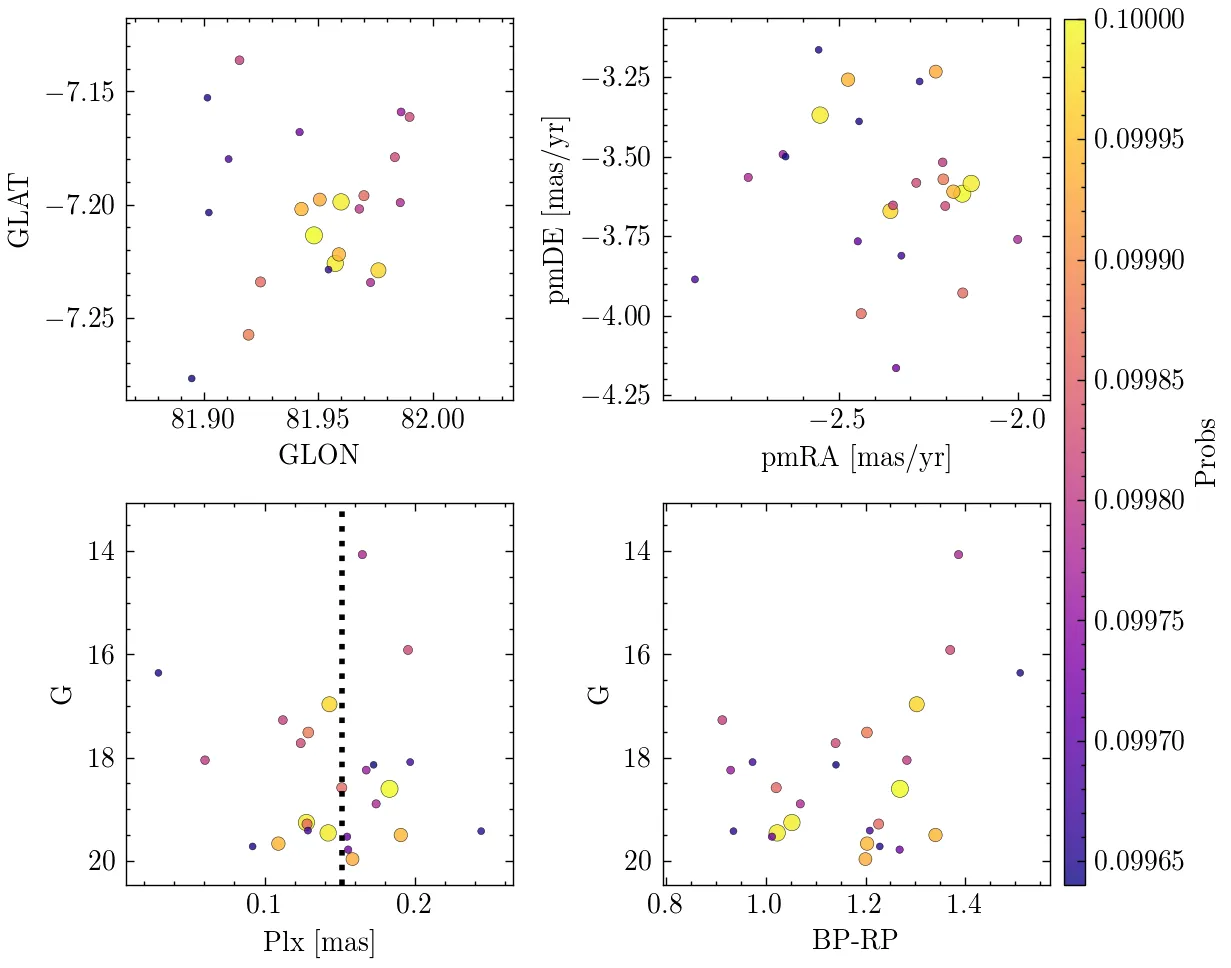 GLAT
−7.15
−7.20
−7.25
81.90 81.95 82.00
GLON
pmDE [mas/yr]
−3.25
−3.50
−3.75
−4.00
−4.25
−2.5 −2.0
pmRA [mas/yr]
G
14
16
18
20
0.1 0.2
Plx [mas]
G
14
16
18
20
0.8 1.0 1.2 1.4
BP-RP
0.10000
0.09995
0.09990
0.09985
0.09980
0.09975
0.09970
0.09965
Probs